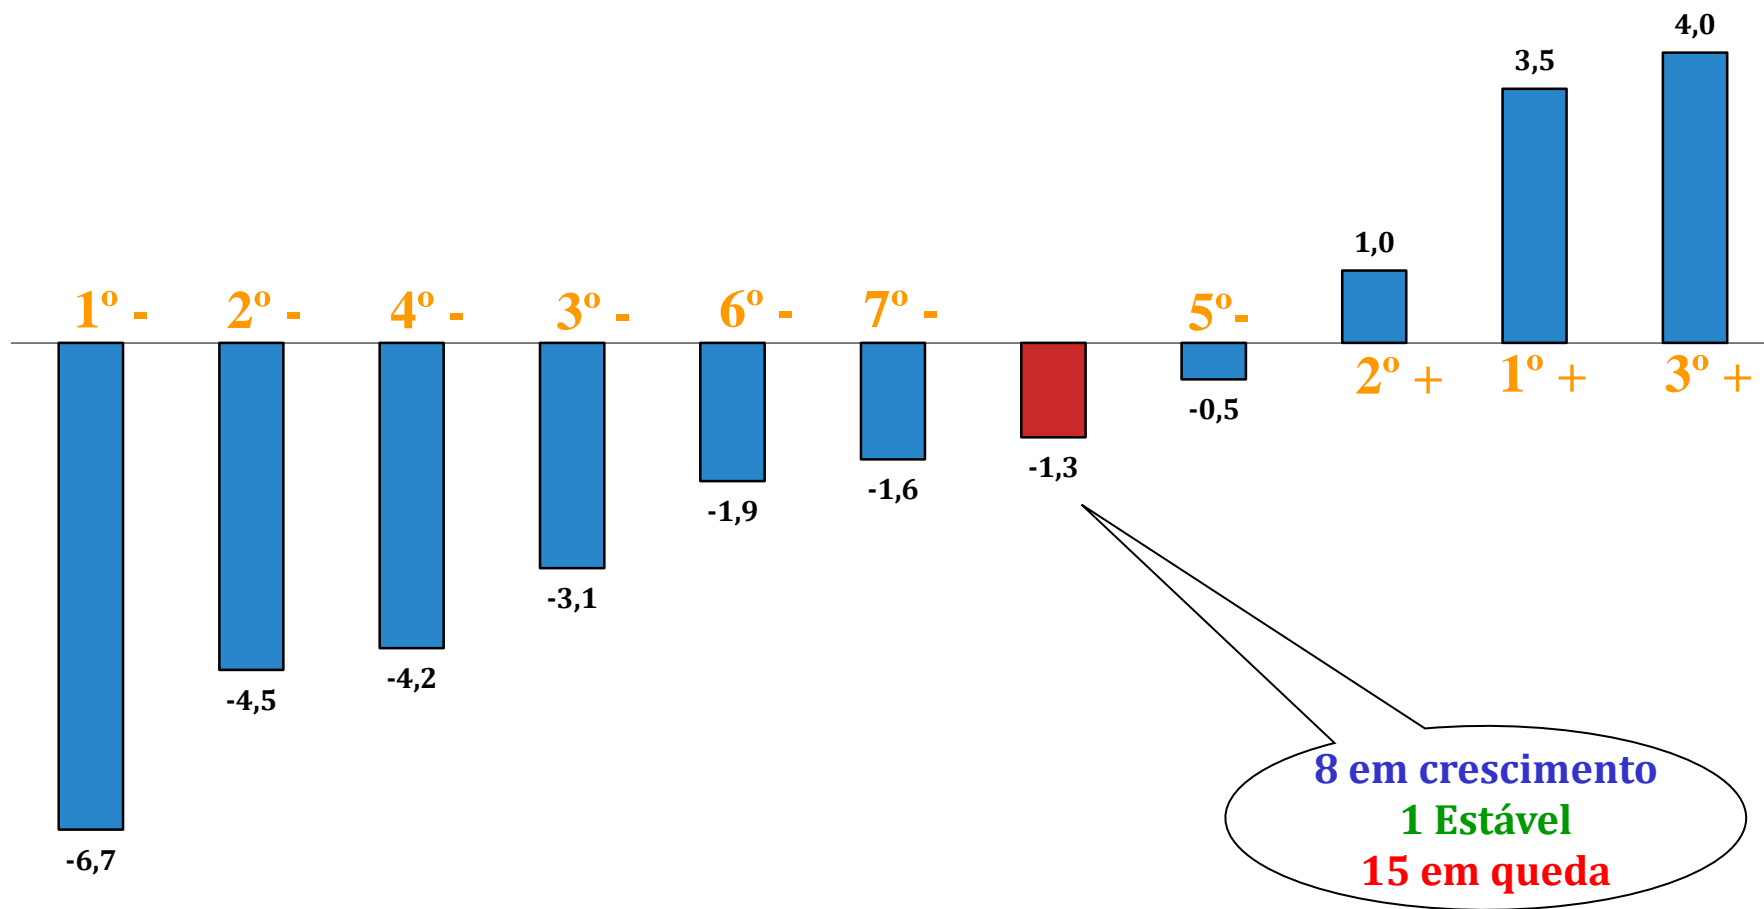 4,0
3,5
1,0
1º -
2º -
4º -
3º -
6º -
7º -
5º-
2º +
1º +
3º +
-0,5
-1,3
-1,6
-1,9
-3,1
-4,2
-4,5
-6,7
8 em crescimento
1 Estável
15 em queda